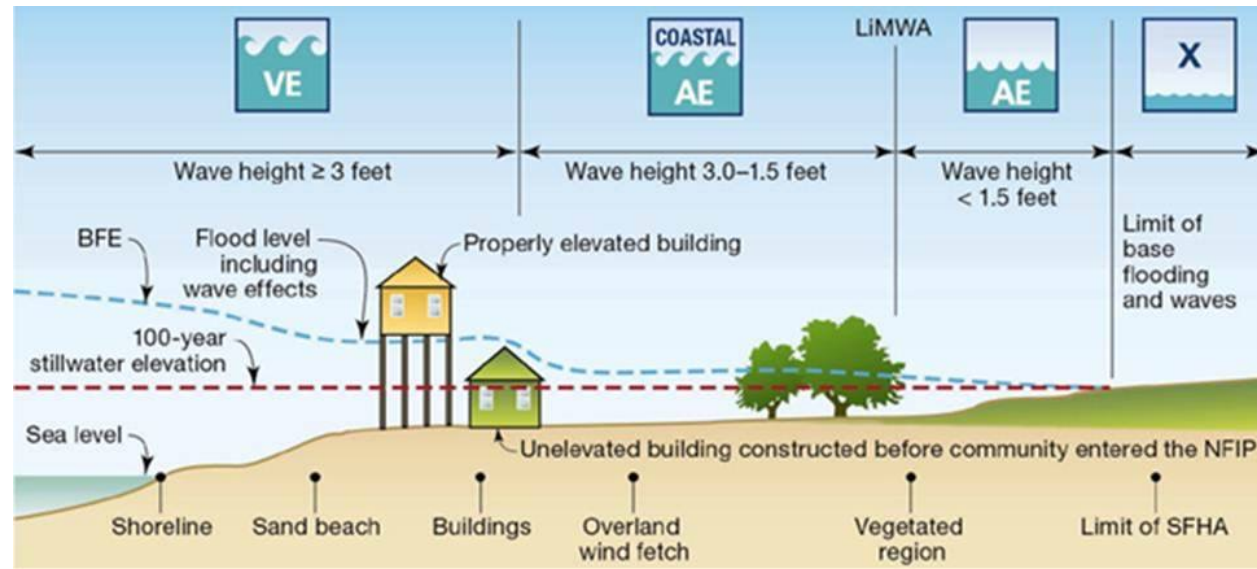 VE
COASTAL
AE
LiMWA
AE
X
Wave height ≥ 3 feet
Wave height 3.0–1.5 feet
Wave height
< 1.5 feet
Limit of
base
flooding
and waves
BFE
Flood level
including
wave effects
Properly elevated building
100-year
stillwater elevation
Sea level
Unelevated building constructed before community entered the NFIP
Shoreline
Sand beach
Buildings
Overland
wind fetch
Vegetated
region
Limit of SFHA